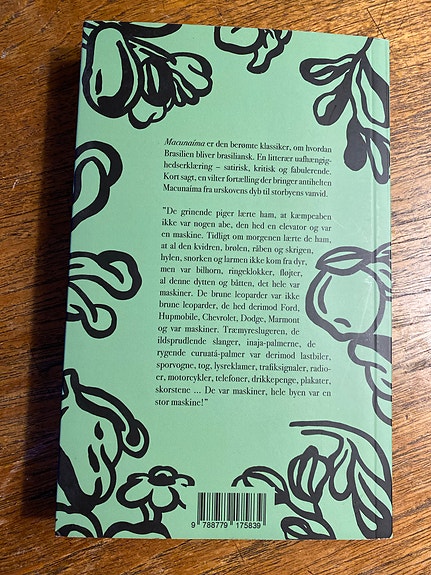 Macunaíma er den berømte klassiker, om hvordan
Brasilien bliver brasiliansk. En litterær uafhængig-
hedserklæring – satirisk, kritisk og fabulerende.
Kort sagt, en vilter fortælling der bringer antihelten
Macunaíma fra urskovens dyb til storbyens vanvid.
”De grinende piger lærte ham, at kæmpeaben
ikke var nogen abe, den hed en elevator og var
en maskine. Tidligt om morgenen lærte de ham,
at al den kvidren, brølen, råben og skrigen,
hylen, snorken og larmen ikke kom fra dyr,
men var bilhorn, ringeklokker, fløjter,
al denne dytten og båtten, det hele var
maskiner. De brune leoparder var ikke
brune leoparder, de hed derimod Ford,
Hupmobile, Chevrolet, Dodge, Marmont
og var maskiner. Træmyreslugeren, de
ildsprudlende slanger, inaja-palmerne, de
rygende curuatá-palmer var derimod lastbiler,
sporvogne, tog, lysreklamer, trafiksignaler, radio-
er, motorcykler, telefoner, drikkepenge, plakater,
skorstene ... De var maskiner, hele byen var en
stor maskine!”
9 788779 175839